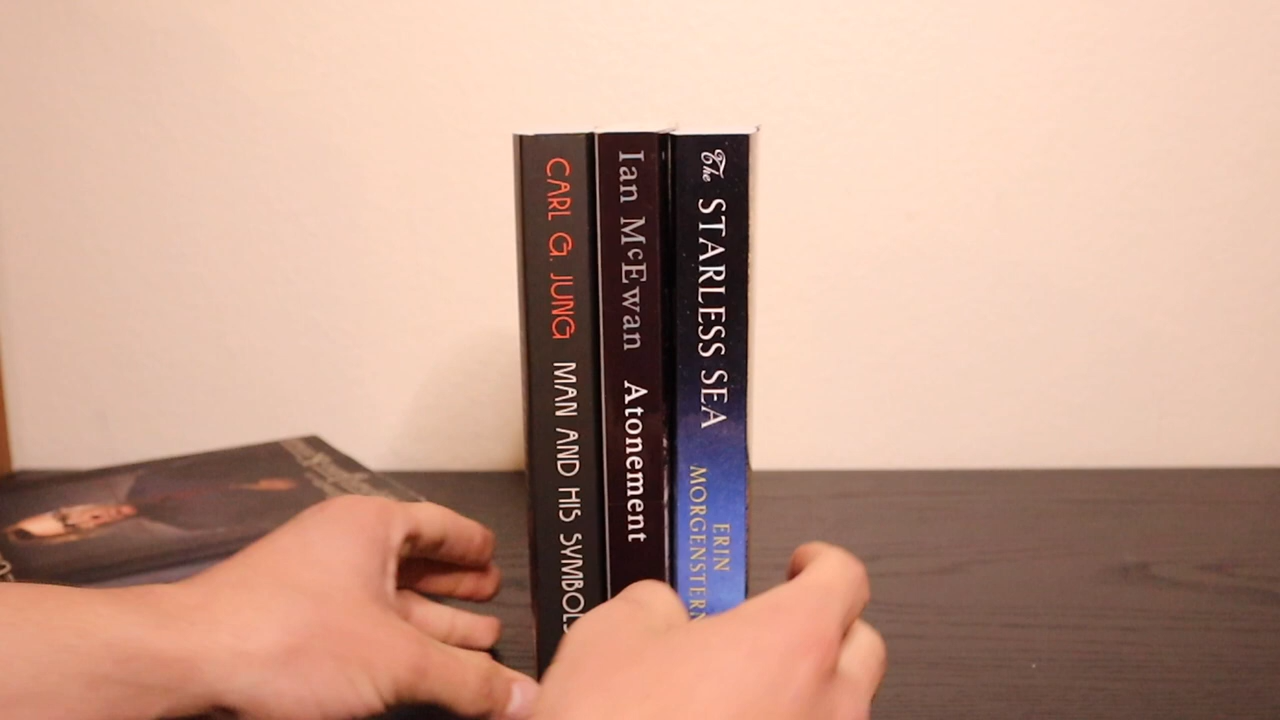 CARL G. JUNG MAN AND HIS SYMBOLS
Ian McEwan Atonement
The STARLESS SEA
ERIN
MORGENSTERN